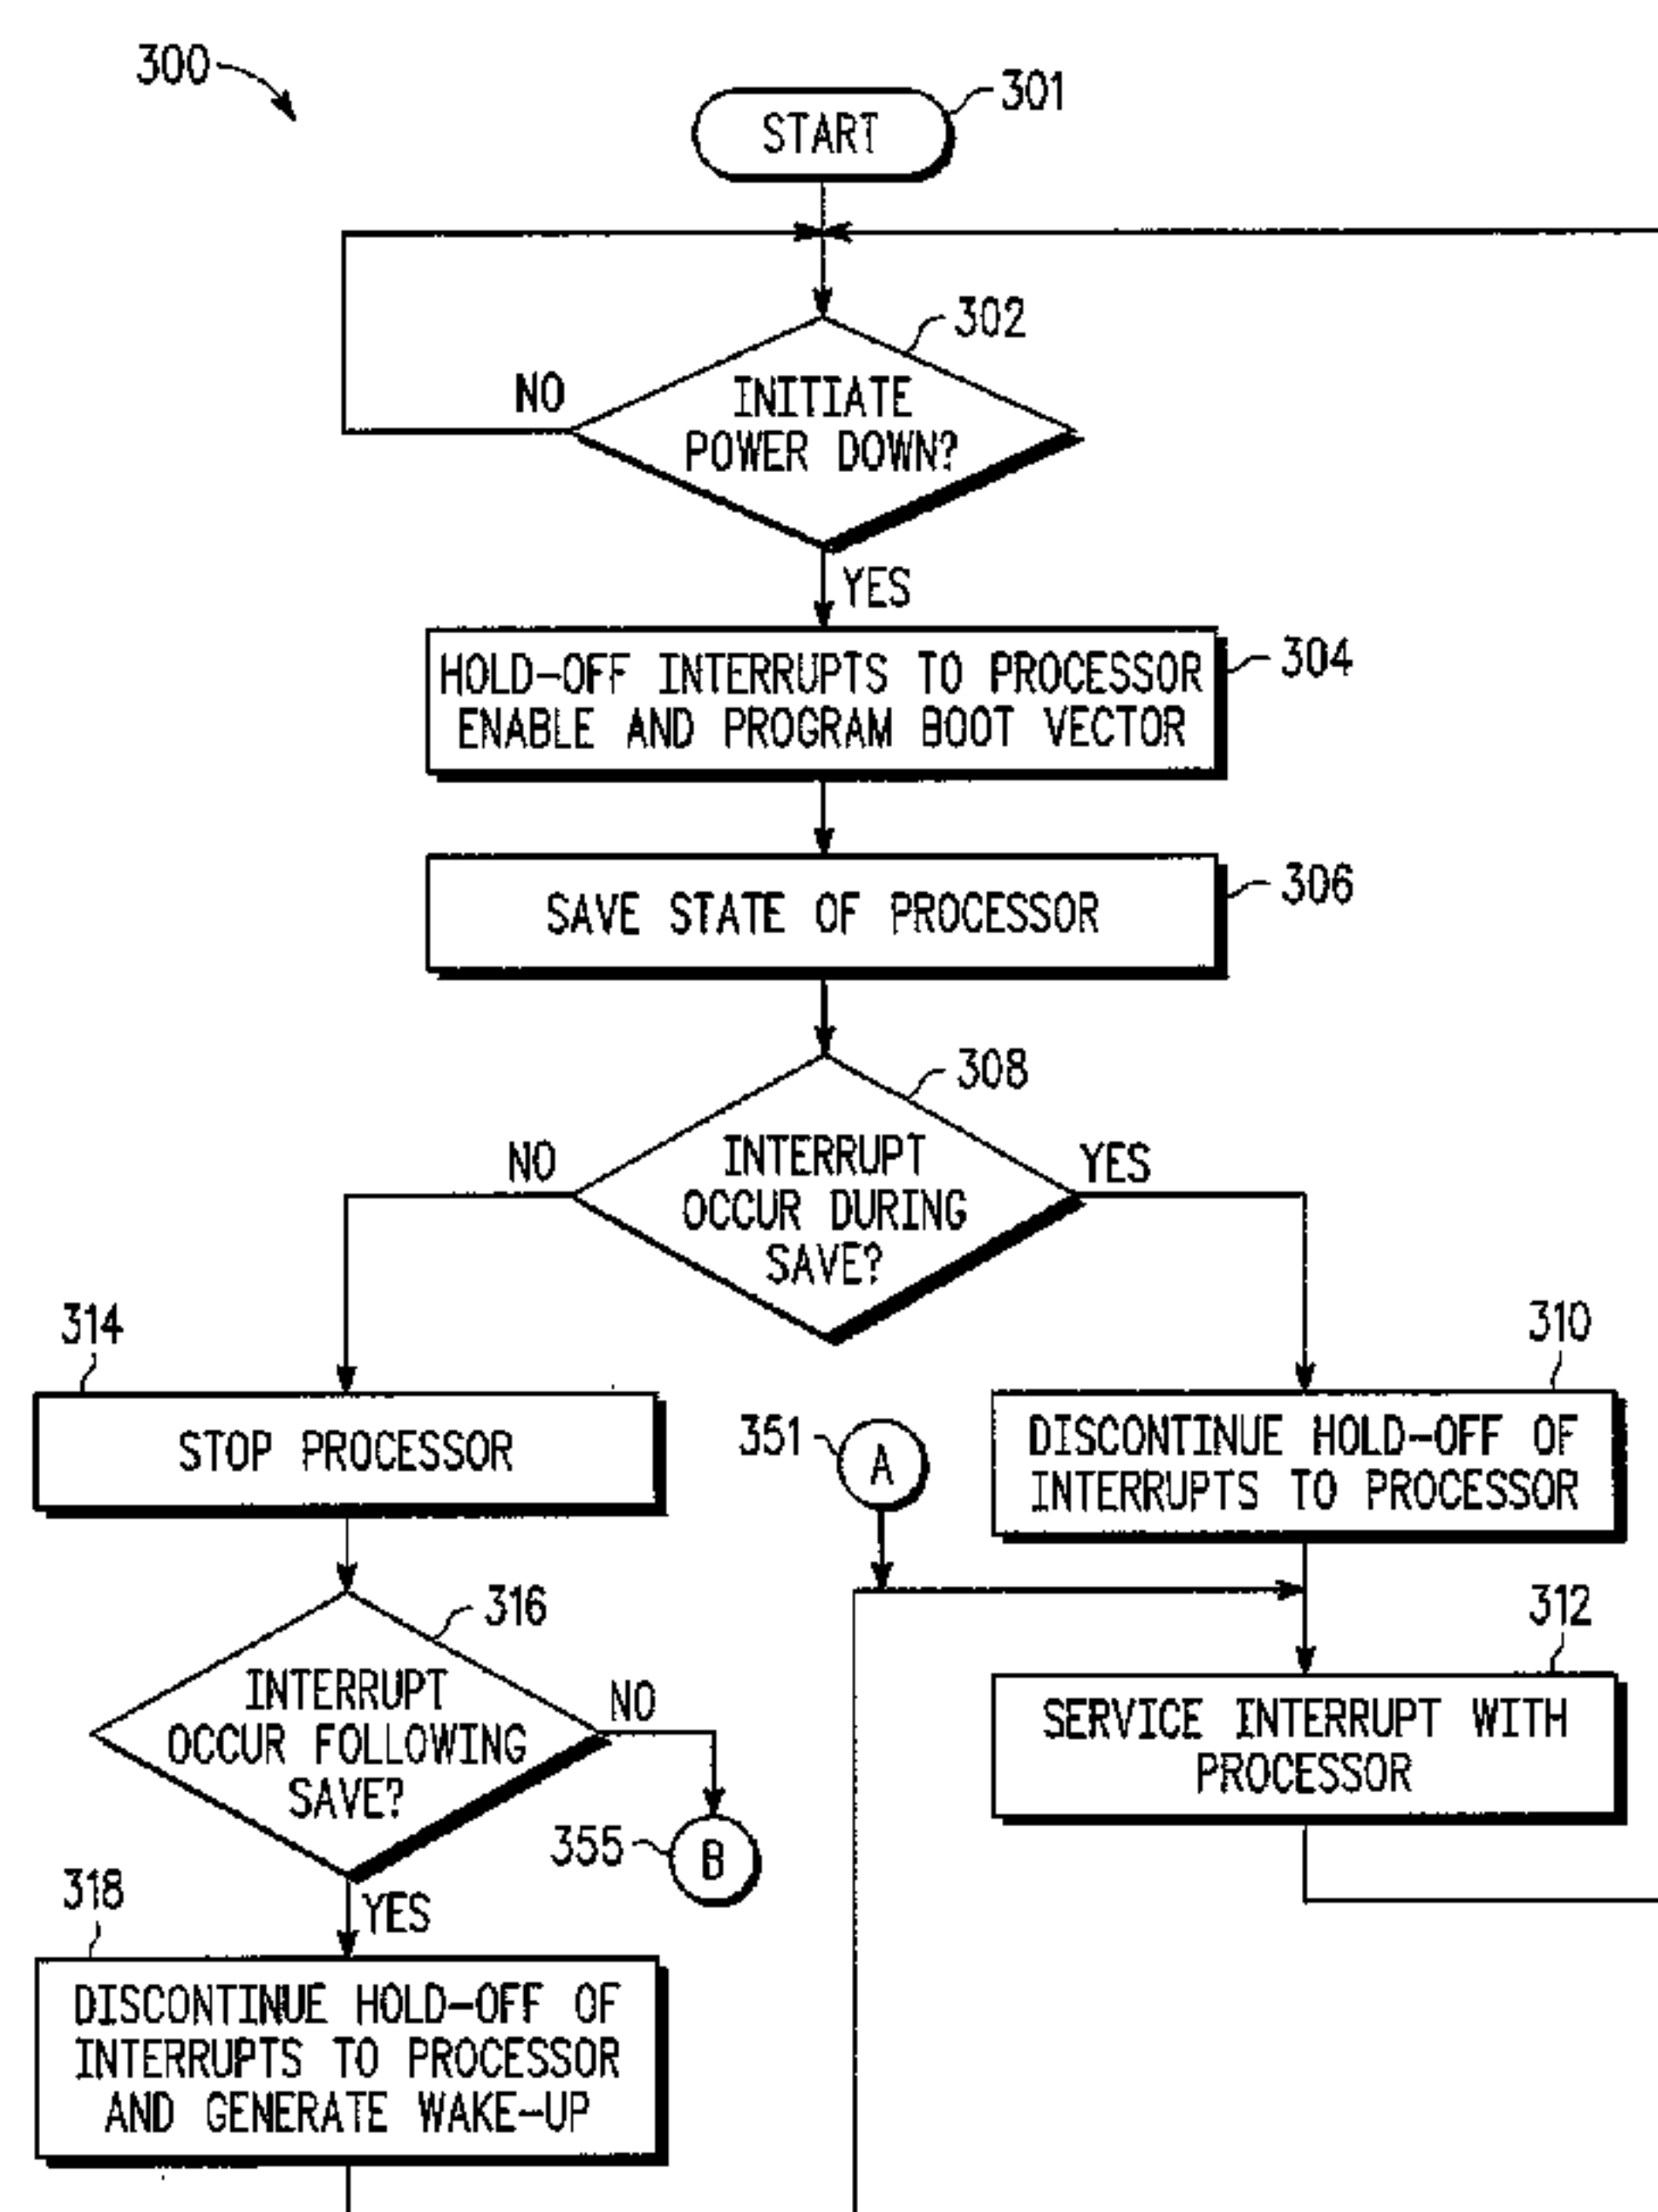 300
301
START
302
NO
INITIATE
POWER DOWN?
YES
HOLD-OFF INTERRUPTS TO PROCESSOR
ENABLE AND PROGRAM BOOT VECTOR
304
SAVE STATE OF PROCESSOR
306
308
NO
INTERRUPT
OCCUR DURING
SAVE?
YES
314
STOP PROCESSOR
351
A
310
DISCONTINUE HOLD-OFF OF
INTERRUPTS TO PROCESSOR
316
INTERRUPT
OCCUR FOLLOWING
SAVE?
NO
355
B
312
SERVICE INTERRUPT WITH
PROCESSOR
318
YES
DISCONTINUE HOLD-OFF OF
INTERRUPTS TO PROCESSOR
AND GENERATE WAKE-UP